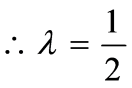 ∴ λ = 1/2